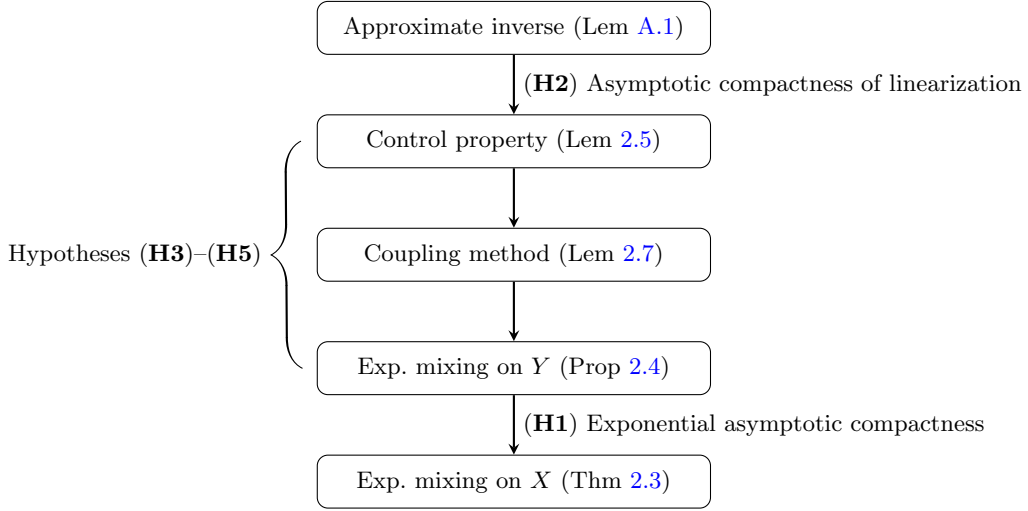 Approximate inverse (Lem A.1)
(H2) Asymptotic compactness of linearization
Control property (Lem 2.5)
Hypotheses (H3)–(H5)
Coupling method (Lem 2.7)
Exp. mixing on Y (Prop 2.4)
(H1) Exponential asymptotic compactness
Exp. mixing on X (Thm 2.3)